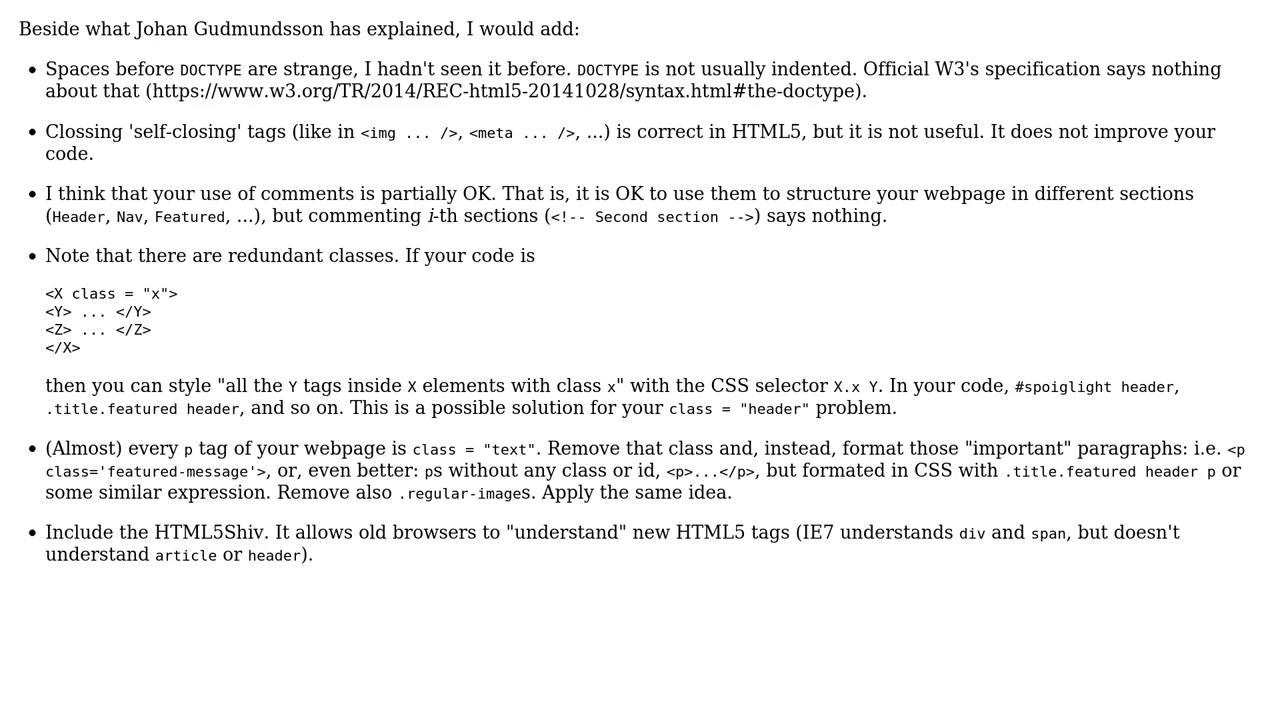 Beside what Johan Gudmundsson has explained, I would add:
• Spaces before DOCTYPE are strange, I hadn't seen it before. DOCTYPE is not usually indented. Official W3's specification says nothing
about that (https://www.w3.org/TR/2014/REC-html5-20141028/syntax.html#the-doctype).
• Clossing 'self-closing' tags (like in <img ... />, <meta ... />, ...) is correct in HTML5, but it is not useful. It does not improve your
code.
• I think that your use of comments is partially OK. That is, it is OK to use them to structure your webpage in different sections
(Header, Nav, Featured, ...), but commenting i-th sections (<!-- Second section -->) says nothing.
• Note that there are redundant classes. If your code is
<X class = "x">
<Y> ... </Y>
<Z> ... </Z>
</X>
then you can style "all the Y tags inside X elements with class x" with the CSS selector X.x Y. In your code, #spoiglight header,
.title.featured header, and so on. This is a possible solution for your class = "header" problem.
• (Almost) every p tag of your webpage is class = "text". Remove that class and, instead, format those "important" paragraphs: i.e. <p
class='featured-message'>, or, even better: ps without any class or id, <p>...</p>, but formated in CSS with .title.featured header p or
some similar expression. Remove also .regular-images. Apply the same idea.
• Include the HTML5Shiv. It allows old browsers to "understand" new HTML5 tags (IE7 understands div and span, but doesn't
understand article or header).